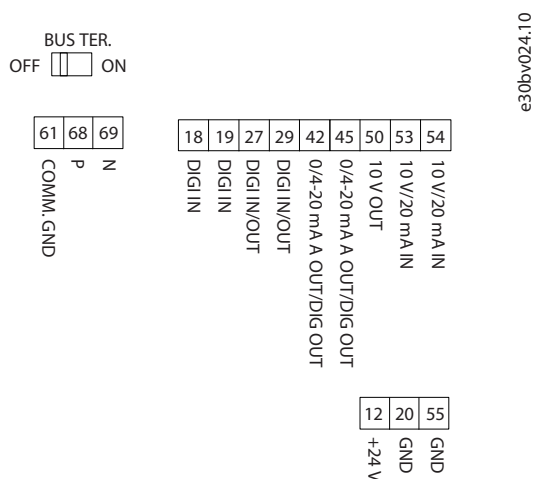 BUS TER.
OFF ON
61 68 69
COMM. GND
P
N
18 19 27 29 42 45 50 53 54
DIGI IN
DIGI IN
DIGI IN/OUT
DIGI IN/OUT
0/4-20 mA A OUT/DIG OUT
0/4-20 mA A OUT/DIG OUT
10 V OUT
10 V/20 mA IN
10 V/20 mA IN
12 20 55
+24 V
GND
GND
e30bv024.10